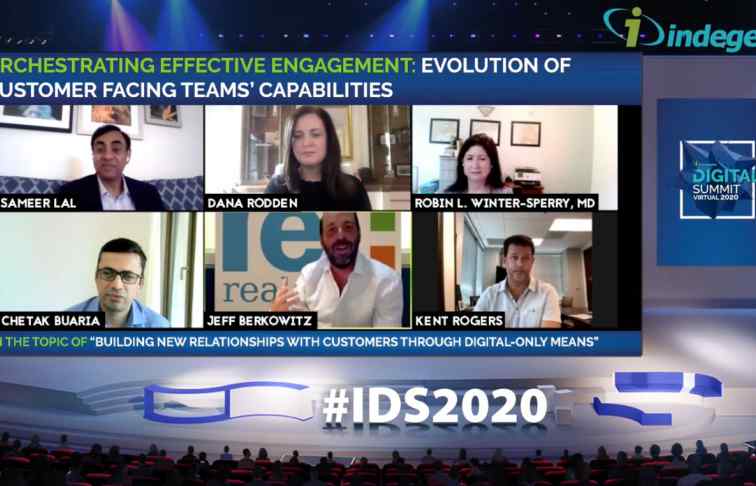 indege
RCHESTRATING EFFECTIVE ENGAGEMENT: EVOLUTION OF
USTOMER FACING TEAMS' CAPABILITIES
SAMEER LAL
DANA RODDEN
ROBIN L. WINTER-SPERRY, MD
DIGITAL
SUMMIT
VIRTUAL 2020
re:
real
CHETAK BUARIA
JEFF BERKOWITZ
KENT ROGERS
THE TOPIC OF “BUILDING NEW RELATIONSHIPS WITH CUSTOMERS THROUGH DIGITAL-ONLY MEANS”
#IDS2020